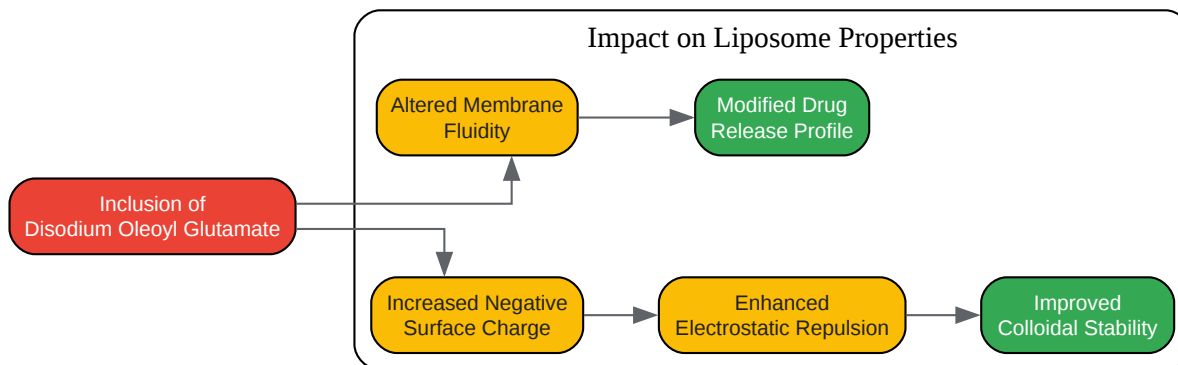 Impact on Liposome Properties
Altered Membrane
Fluidity
Modified Drug
Release Profile
Inclusion of
Disodium Oleoyl Glutamate
Increased Negative
Surface Charge
Enhanced
Electrostatic Repulsion
Improved
Colloidal Stability